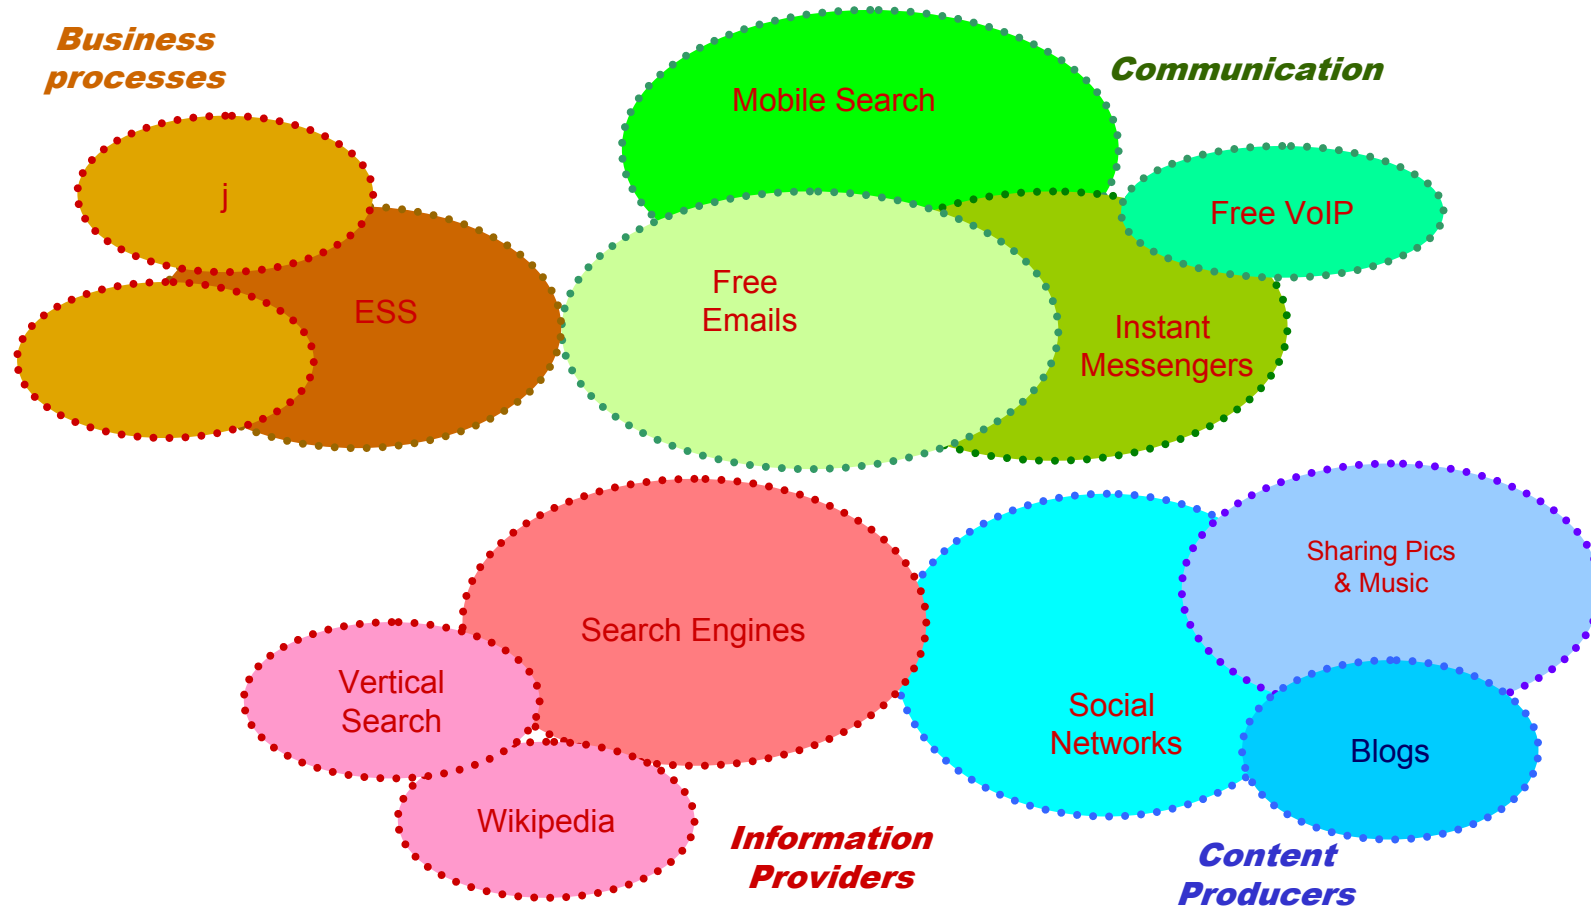 Business
processes
Communication
Mobile Search
j
Free VoIP
ESS
Free
Emails
Instant
Messengers
Sharing Pics
& Music
Search Engines
Vertical
Search
Social
Networks
Blogs
Wikipedia
Information
Providers
Content
Producers